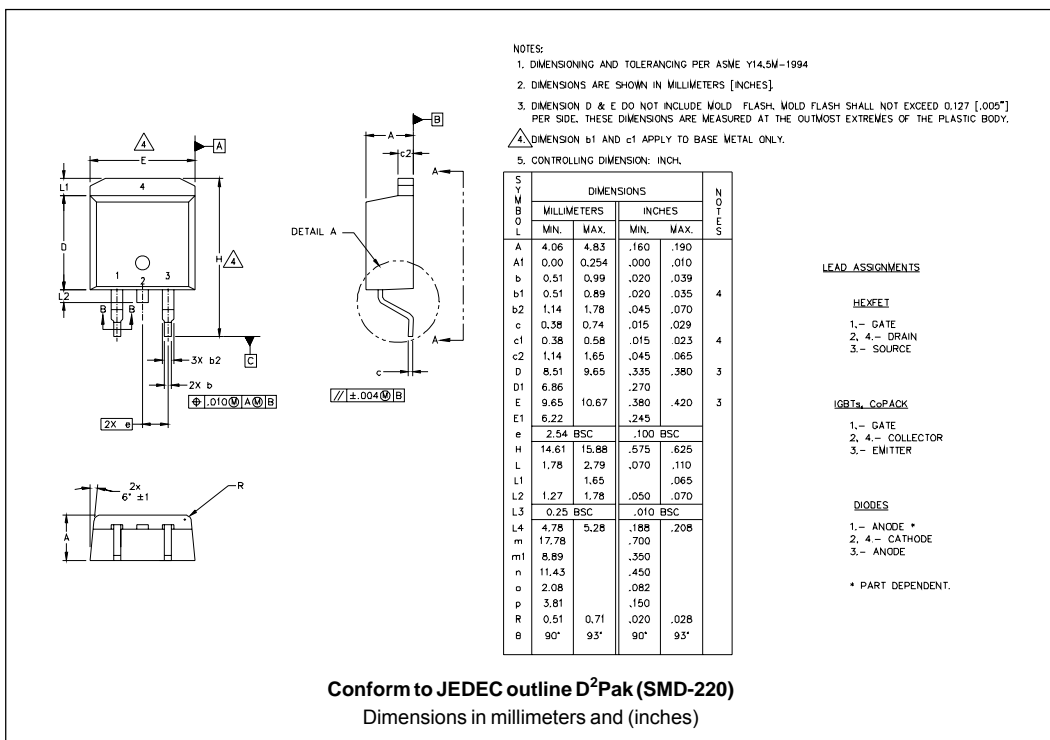 NOTES:
1. DIMENSIONING AND TOLERANCING PER ASME Y14.5M-1994
2. DIMENSIONS ARE SHOWN IN MILLIMETERS [INCHES].
3. DIMENSION D & E DO NOT INCLUDE MOLD FLASH. MOLD FLASH SHALL NOT EXCEED 0.127 [.005"]
PER SIDE. THESE DIMENSIONS ARE MEASURED AT THE OUTMOST EXTREMES OF THE PLASTIC BODY.
4. DIMENSION b1 AND c1 APPLY TO BASE METAL ONLY.
5. CONTROLLING DIMENSION: INCH.
4
E
A
L1
4
D
H 4
1 2 3
L2
B B
C
3X b2
2X b
⌖ .010Ⓜ AⓂ B
2X e
A
B
c2
A
DETAIL A
A
c
// ±.004Ⓜ B
2x
6° ±1
R
A
SYMBOL DIMENSIONS NOTES
MILLIMETERS INCHES
MIN. MAX. MIN. MAX.
A 4.06 4.83 .160 .190
A1 0.00 0.254 .000 .010
b 0.51 0.99 .020 .039
b1 0.51 0.89 .020 .035 4
b2 1.14 1.78 .045 .070
c 0.38 0.74 .015 .029
c1 0.38 0.58 .015 .023 4
c2 1.14 1.65 .045 .065
D 8.51 9.65 .335 .380 3
D1 6.86 .270
E 9.65 10.67 .380 .420 3
E1 6.22 .245
e 2.54 BSC .100 BSC
H 14.61 15.88 .575 .625
L 1.78 2.79 .070 .110
L1 1.65 .065
L2 1.27 1.78 .050 .070
L3 0.25 BSC .010 BSC
L4 4.78 5.28 .188 .208
m 17.78 .700
m1 8.89 .350
n 11.43 .450
o 2.08 .082
p 3.81 .150
R 0.51 0.71 .020 .028
θ 90° 93° 90° 93°
LEAD ASSIGNMENTS
HEXFET
1.- GATE
2, 4.- DRAIN
3.- SOURCE
IGBTs, CoPACK
1.- GATE
2, 4.- COLLECTOR
3.- EMITTER
DIODES
1.- ANODE *
2, 4.- CATHODE
3.- ANODE
* PART DEPENDENT.
Conform to JEDEC outline D²Pak (SMD-220)
Dimensions in millimeters and (inches)